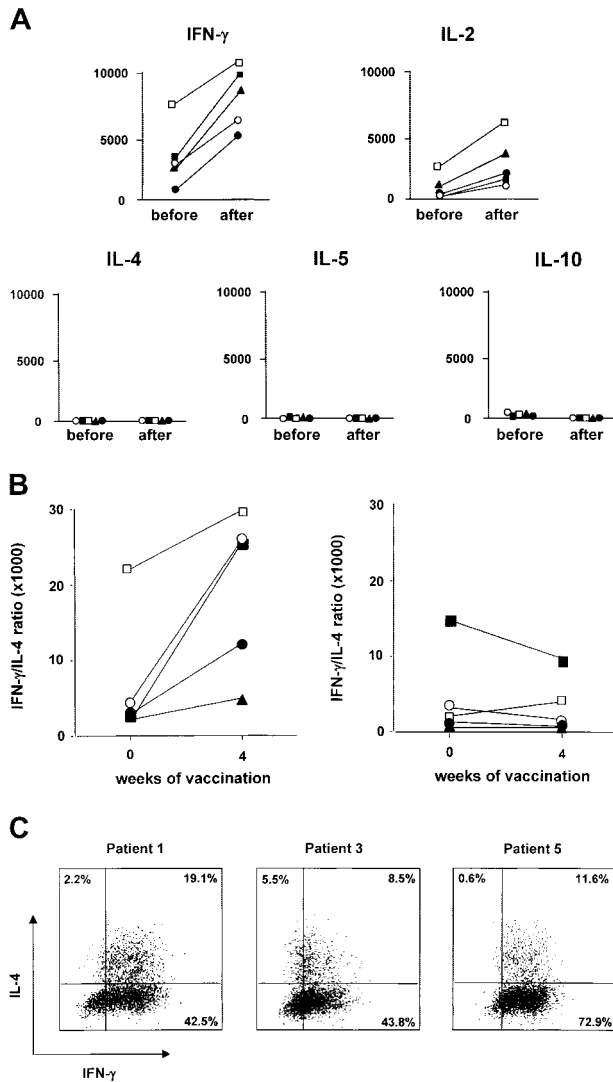 A
IFN-γ
IL-2
10000
5000
0
before after
10000
5000
0
before after
IL-4
IL-5
IL-10
10000
5000
0
before after
10000
5000
0
before after
10000
5000
0
before after
B
IFN-γ/IL-4 ratio (x1000)
30
20
10
0
0 4
weeks of vaccination
IFN-γ/IL-4 ratio (x1000)
30
20
10
0
0 4
weeks of vaccination
C
Patient 1
Patient 3
Patient 5
2.2% 19.1%
42.5%
5.5% 8.5%
43.8%
0.6% 11.6%
72.9%
IL-4
IFN-γ